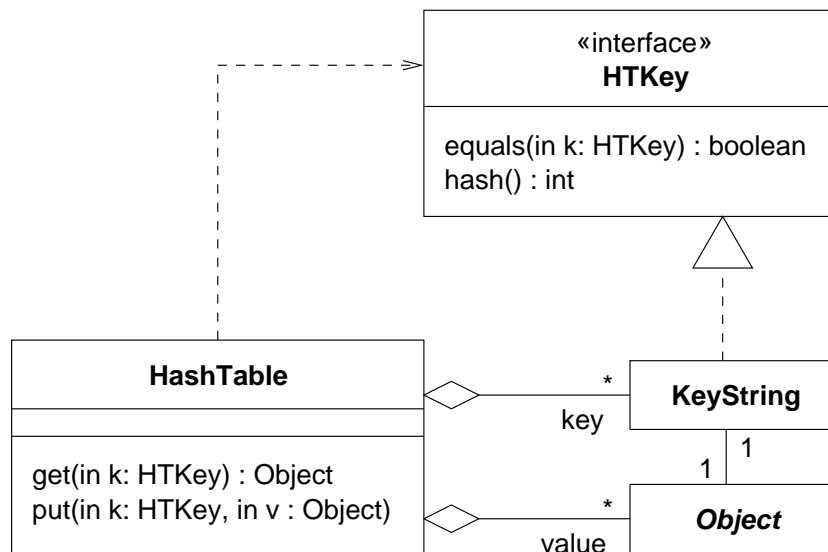 «interface»
HTKey
equals(in k: HTKey) : boolean
hash() : int
HashTable
get(in k: HTKey) : Object
put(in k: HTKey, in v : Object)
*
key
KeyString
1
1
*
value
Object